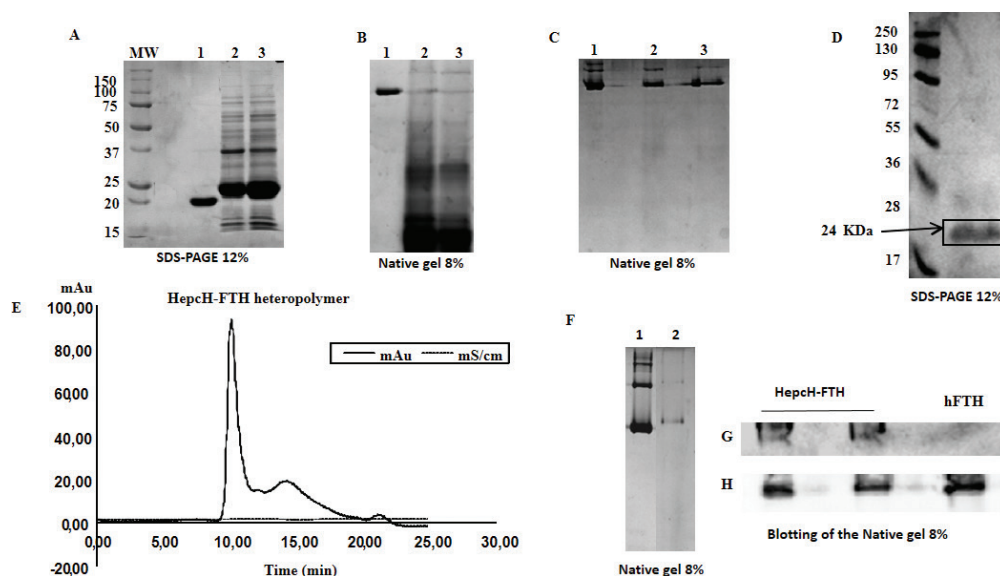 A
MW 1 2 3
150
100
75
50
37
25
20
15
SDS-PAGE 12%
B
1 2 3
Native gel 8%
C
1 2 3
Native gel 8%
D
250
130
95
72
55
36
28
24 KDa
17
SDS-PAGE 12%
E
mAu
HepcH-FTH heteropolymer
100,00
80,00
60,00
40,00
20,00
0,00
-20,00
mAu mS/cm
0,00 5,00 10,00 15,00 20,00 25,00 30,00
Time (min)
F
1 2
Native gel 8%
HepcH-FTH hFTH
G
H
Blotting of the Native gel 8%